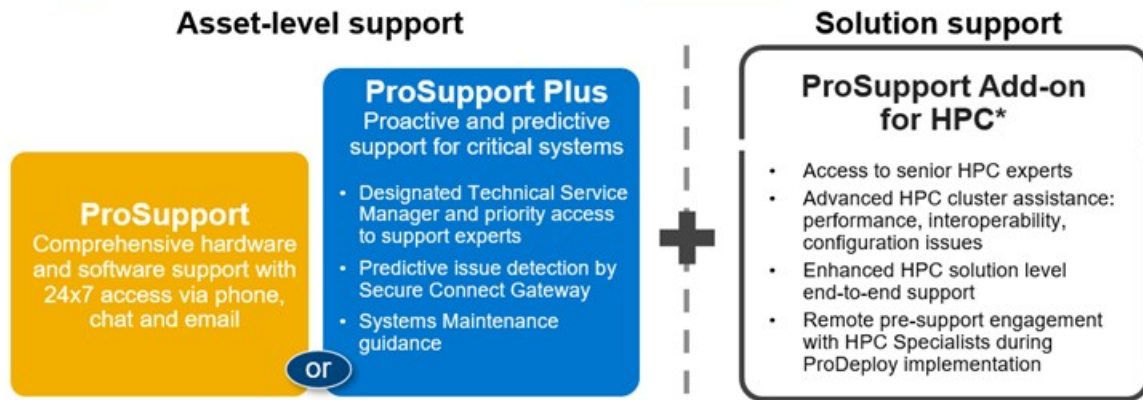 Asset-level support
Solution support
ProSupport
Comprehensive hardware
and software support with
24x7 access via phone,
chat and email
or
ProSupport Plus
Proactive and predictive
support for critical systems
• Designated Technical Service
Manager and priority access
to support experts
• Predictive issue detection by
Secure Connect Gateway
• Systems Maintenance
guidance
ProSupport Add-on
for HPC*
• Access to senior HPC experts
• Advanced HPC cluster assistance:
performance, interoperability,
configuration issues
• Enhanced HPC solution level
end-to-end support
• Remote pre-support engagement
with HPC Specialists during
ProDeploy implementation